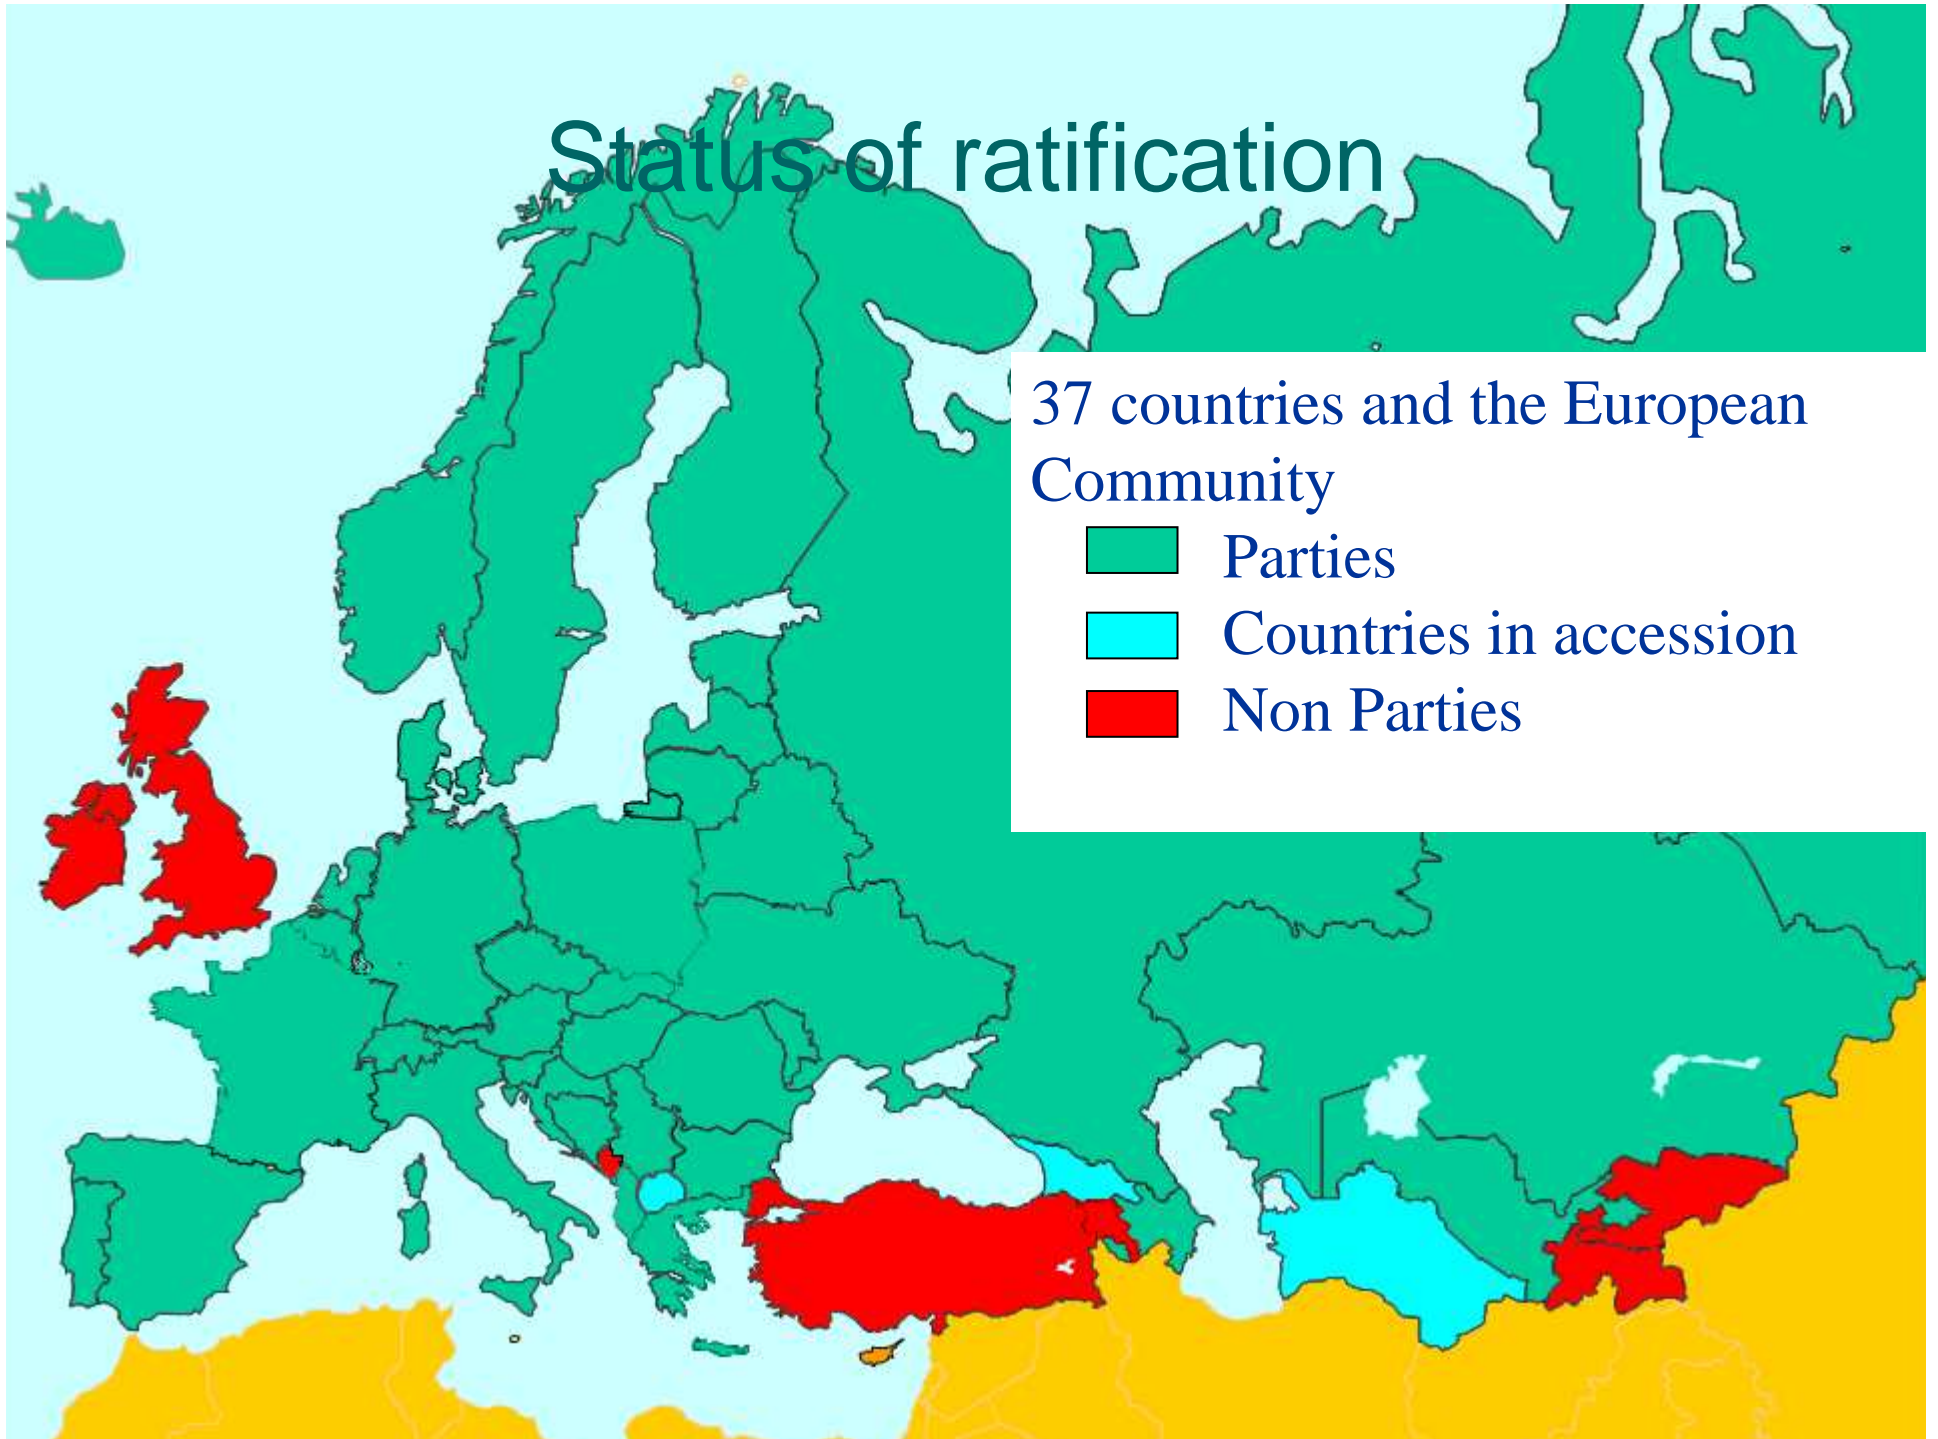 Status of ratification
37 countries and the European
Community
Parties
Countries in accession
Non Parties